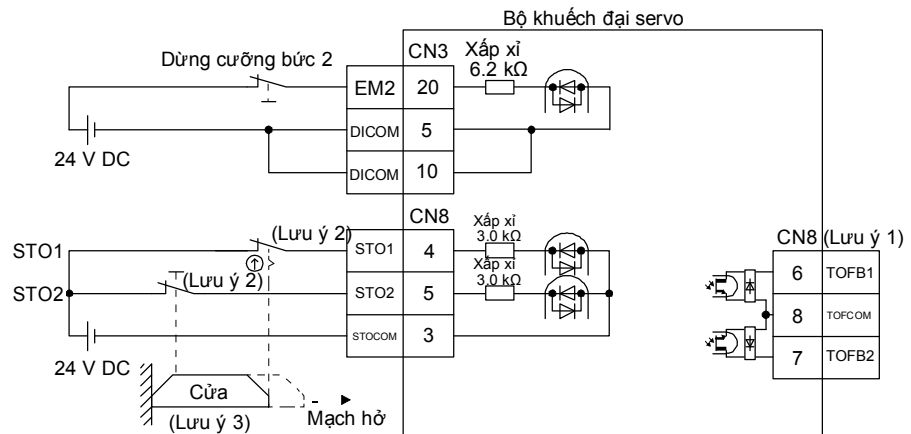 Bộ khuếch đại servo
Dừng cưỡng bức 2
CN3
Xấp xỉ
6.2 kΩ
EM2 20
DICOM 5
24 V DC
DICOM 10
CN8
STO1
(Lưu ý 2)
STO1 4
Xấp xỉ
3.0 kΩ
STO2
(Lưu ý 2)
STO2 5
Xấp xỉ
3.0 kΩ
STOCOM 3
24 V DC
Cửa
(Lưu ý 3)
Mạch hở
CN8 (Lưu ý 1)
6 TOFB1
8 TOFCOM
7 TOFB2